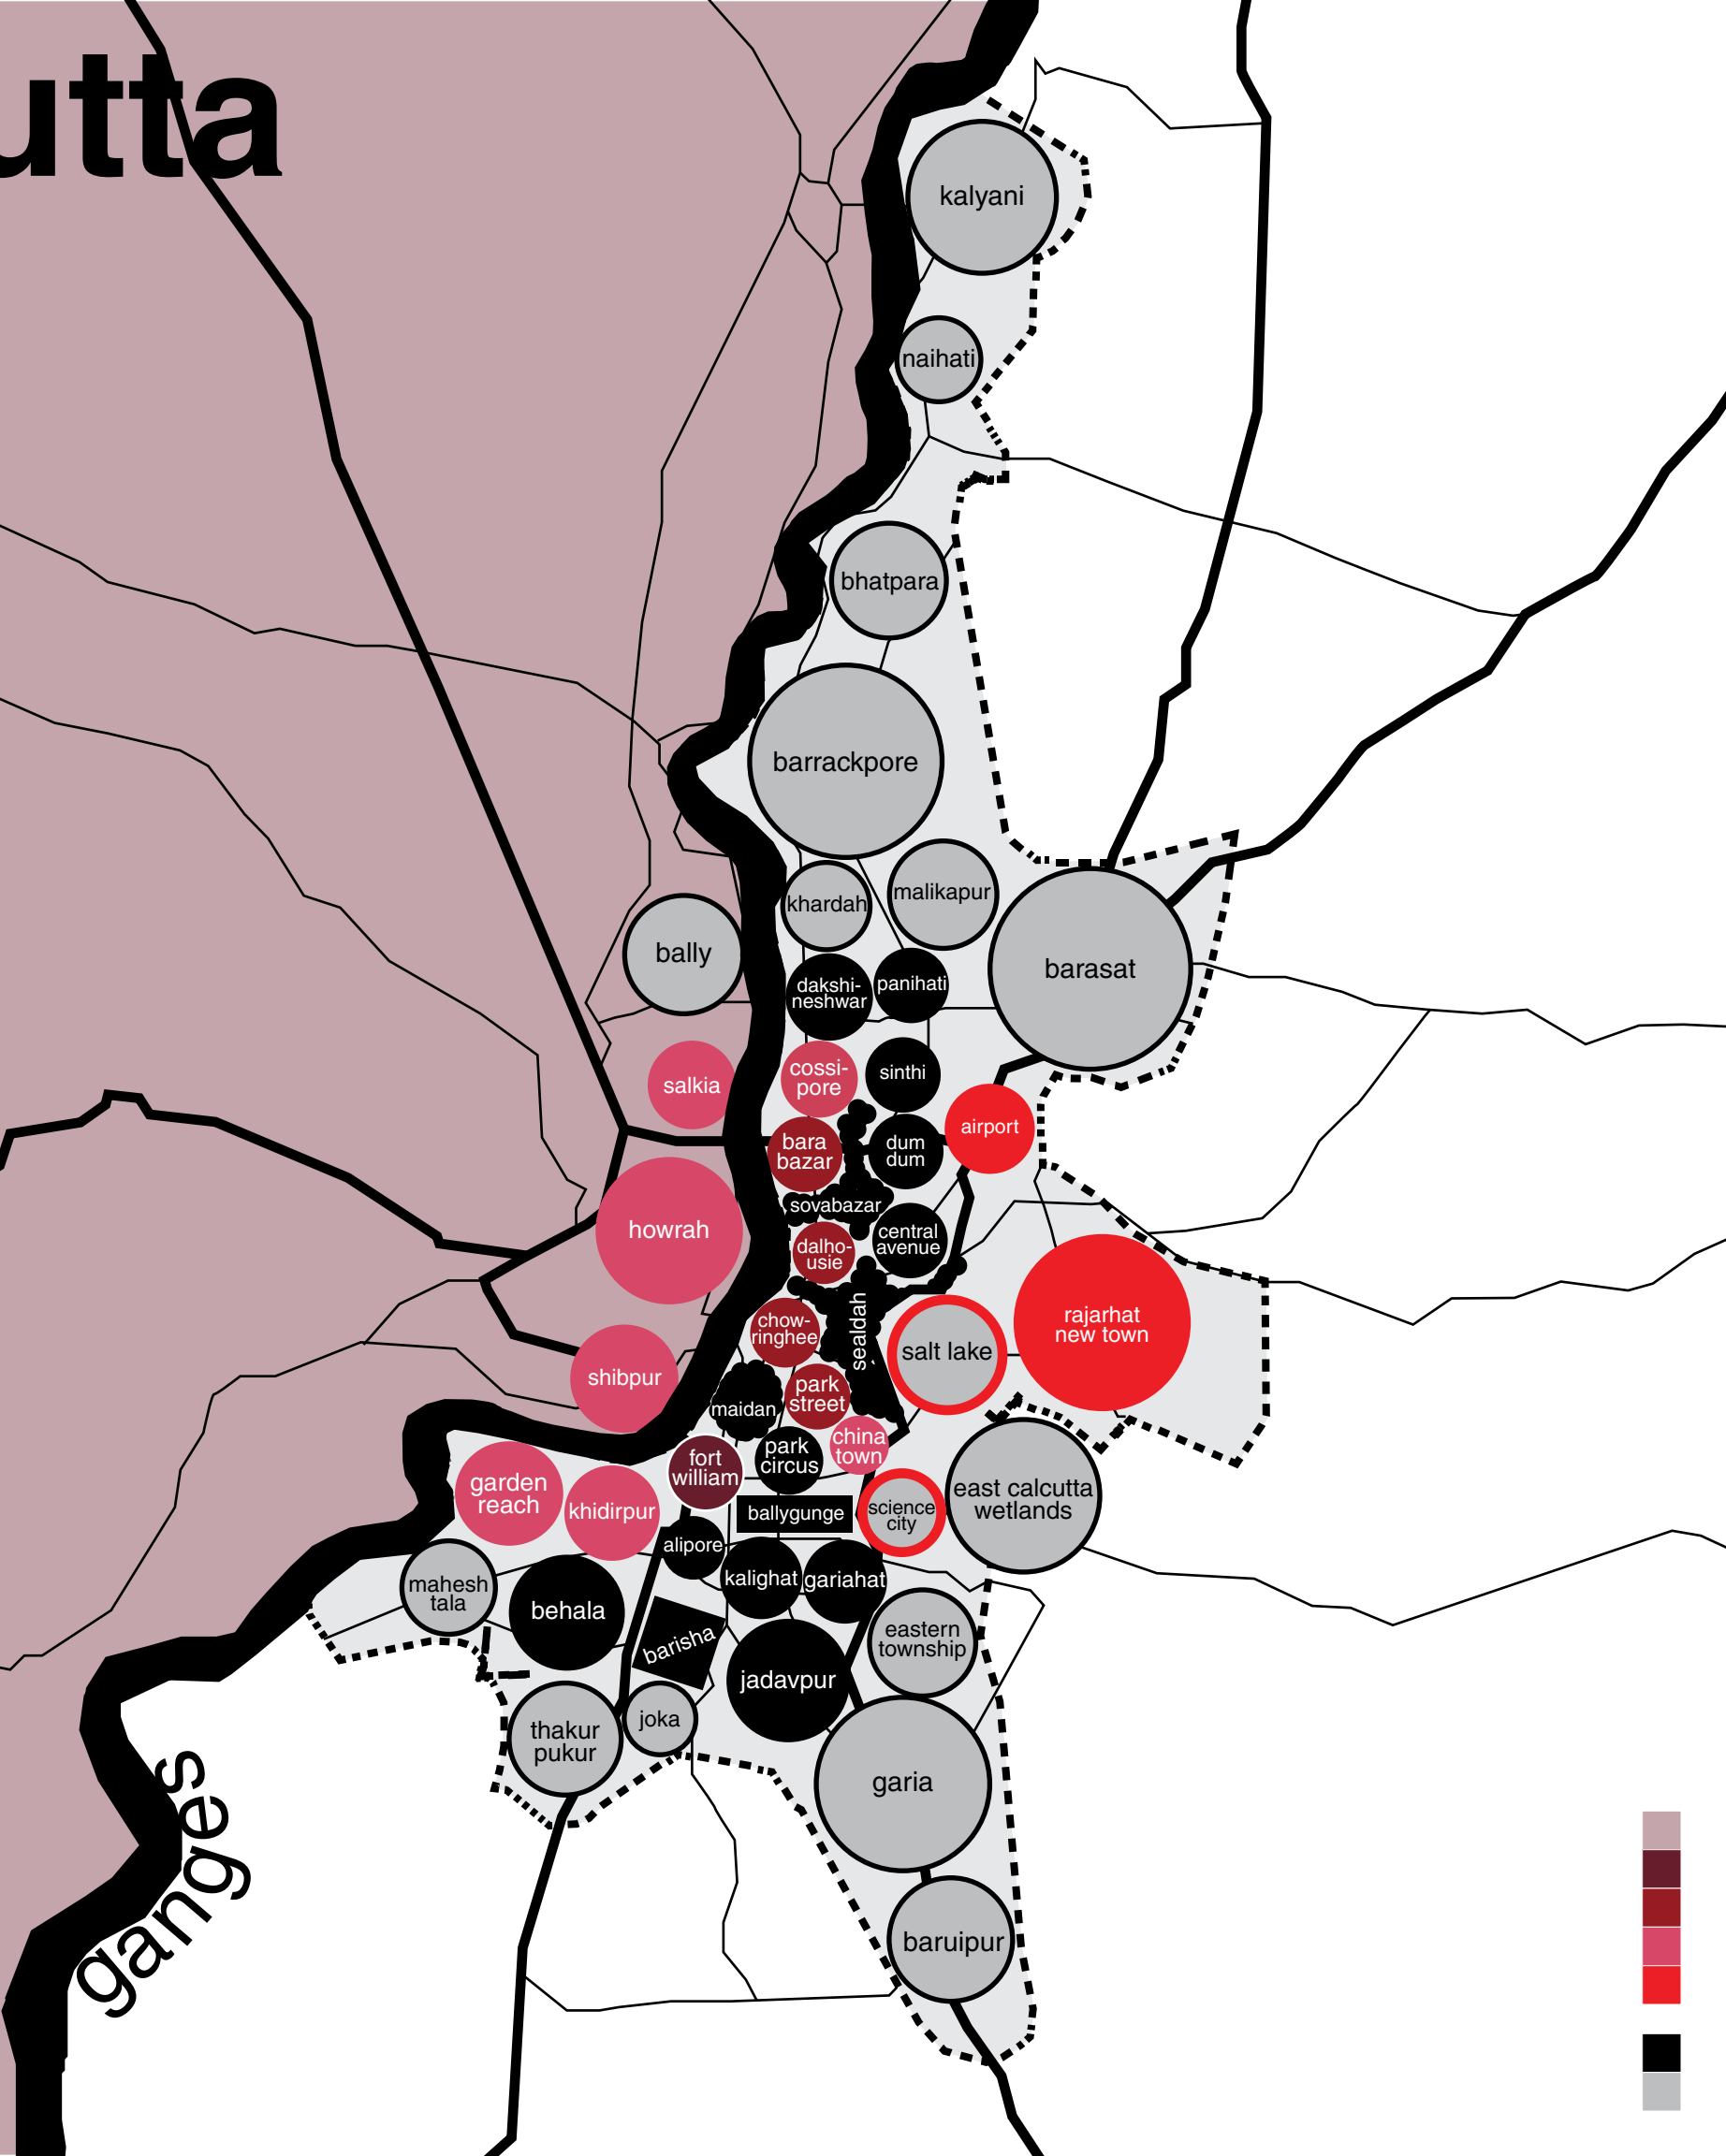 utta
kalyani
naihati
bhatpara
barrackpore
khardah
malikapur
bally
barasat
dakshi-
neshwar
panihati
salkia
cossi-
pore
sinthi
airport
bara
bazar
dum
dum
sovabazar
howrah
dalho-
usie
central
avenue
chow-
ringhee
sealdah
salt lake
rajarhat
new town
shibpur
maidan
park
street
china
town
park
circus
fort
william
garden
reach
khidirpur
ballygunge
science
city
east calcutta
wetlands
alipore
kalighat
gariahat
mahesh
tala
behala
barisha
eastern
township
jadavpur
thakur
pukur
joka
garia
ganges
baruipur